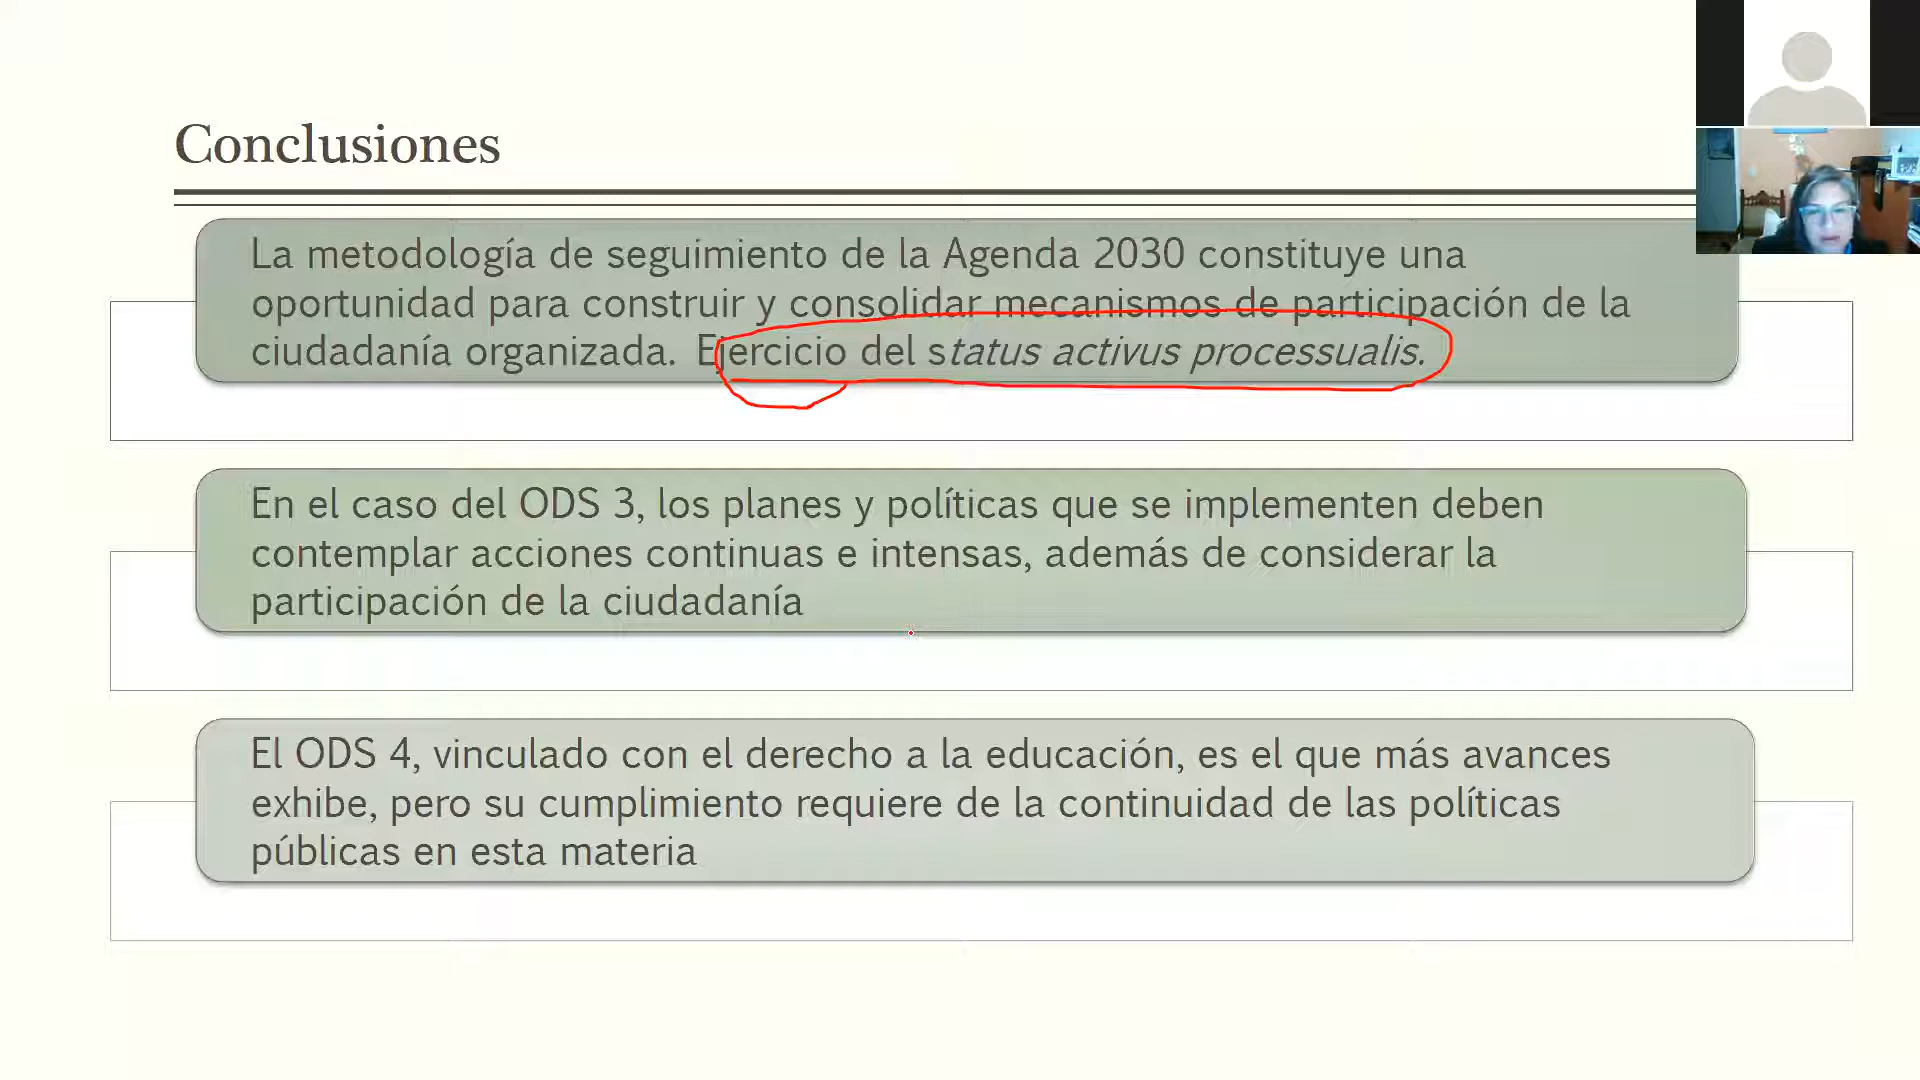 Conclusiones
La metodología de seguimiento de la Agenda 2030 constituye una
oportunidad para construir y consolidar mecanismos de participación de la
ciudadanía organizada. Ejercicio del status activus processualis.
En el caso del ODS 3, los planes y políticas que se implementen deben
contemplar acciones continuas e intensas, además de considerar la
participación de la ciudadanía
El ODS 4, vinculado con el derecho a la educación, es el que más avances
exhibe, pero su cumplimiento requiere de la continuidad de las políticas
públicas en esta materia